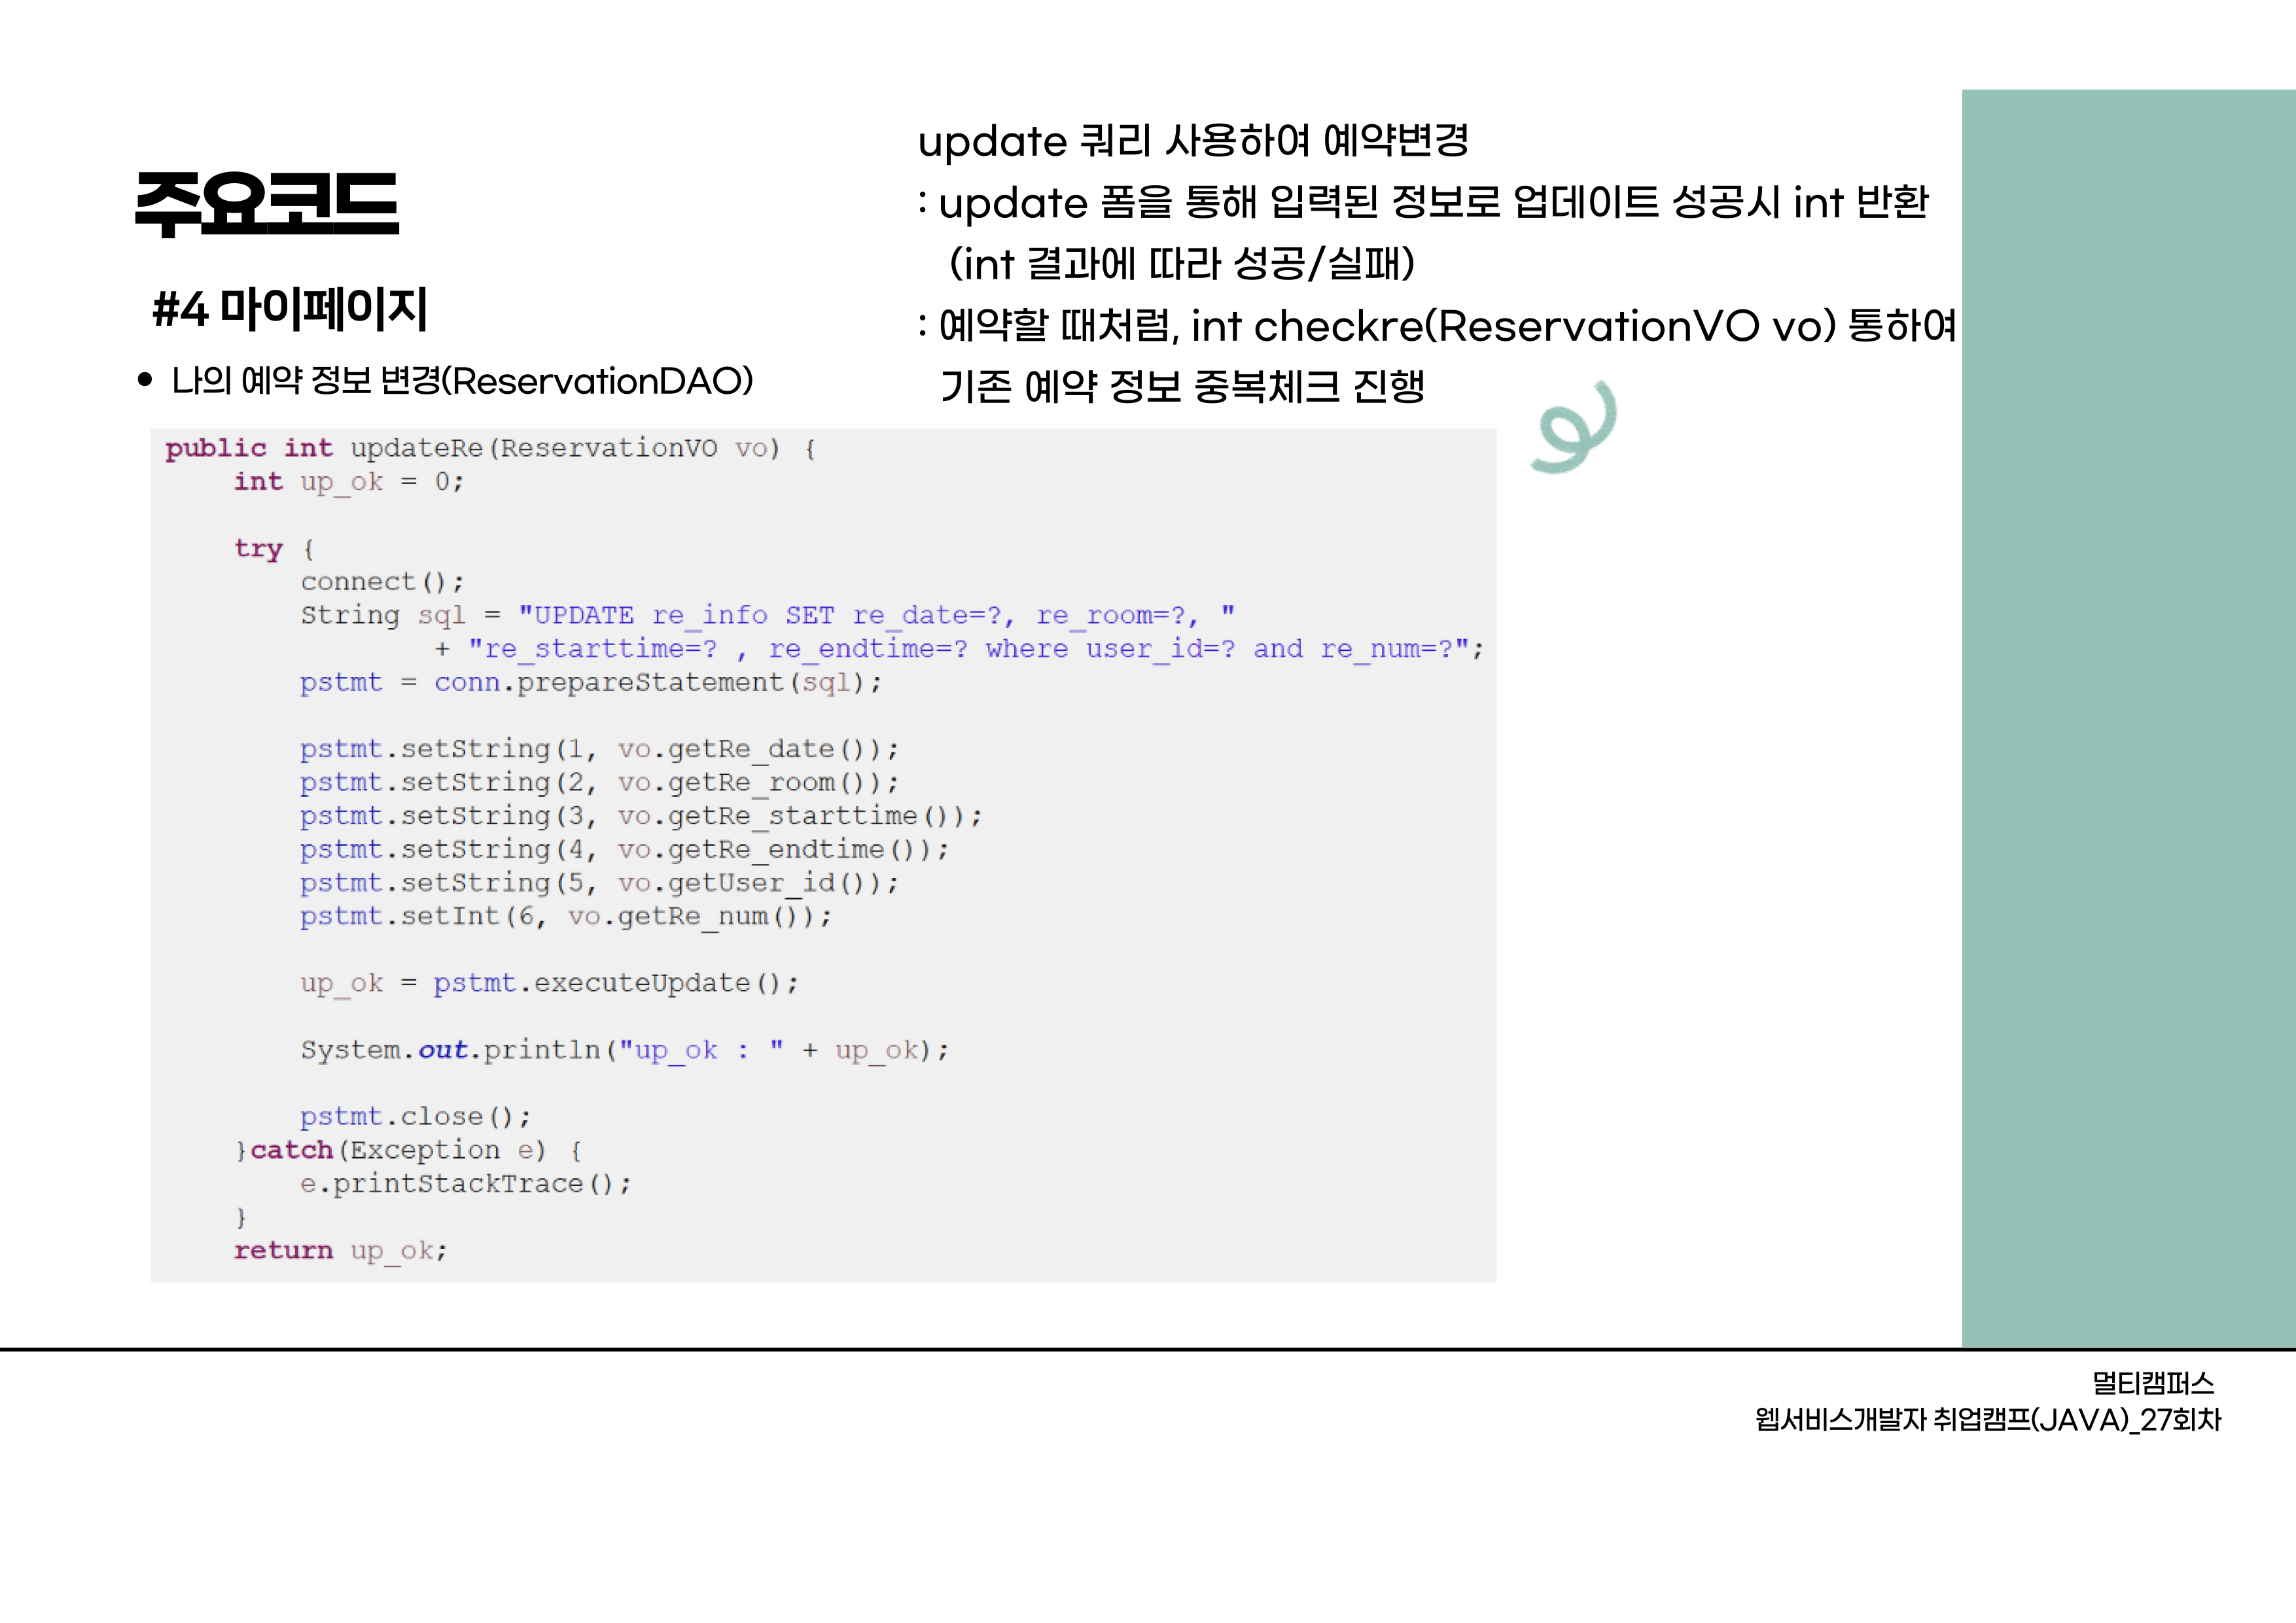 주요코드
#4 마이페이지
• 나의 예약 정보 변경(ReservationDAO)
update 쿼리 사용하여 예약변경
: update 폼을 통해 입력된 정보로 업데이트 성공시 int 반환
(int 결과에 따라 성공/실패)
: 예약할 때처럼, int checkre(ReservationVO vo) 통하여
기존 예약 정보 중복체크 진행
public int updateRe(ReservationVO vo) {
    int up_ok = 0;
    try {
        connect();
        String sql = "UPDATE re_info SET re_date=?, re_room=?, "
                + "re_starttime=? , re_endtime=? where user_id=? and re_num=?";
        pstmt = conn.prepareStatement(sql);
        pstmt.setString(1, vo.getRe_date());
        pstmt.setString(2, vo.getRe_room());
        pstmt.setString(3, vo.getRe_starttime());
        pstmt.setString(4, vo.getRe_endtime());
        pstmt.setString(5, vo.getUser_id());
        pstmt.setInt(6, vo.getRe_num());
        up_ok = pstmt.executeUpdate();
        System.out.println("up_ok : " + up_ok);
        pstmt.close();
    }catch(Exception e) {
        e.printStackTrace();
    }
    return up_ok;
멀티캠퍼스
웹서비스개발자 취업캠프(JAVA)_27회차